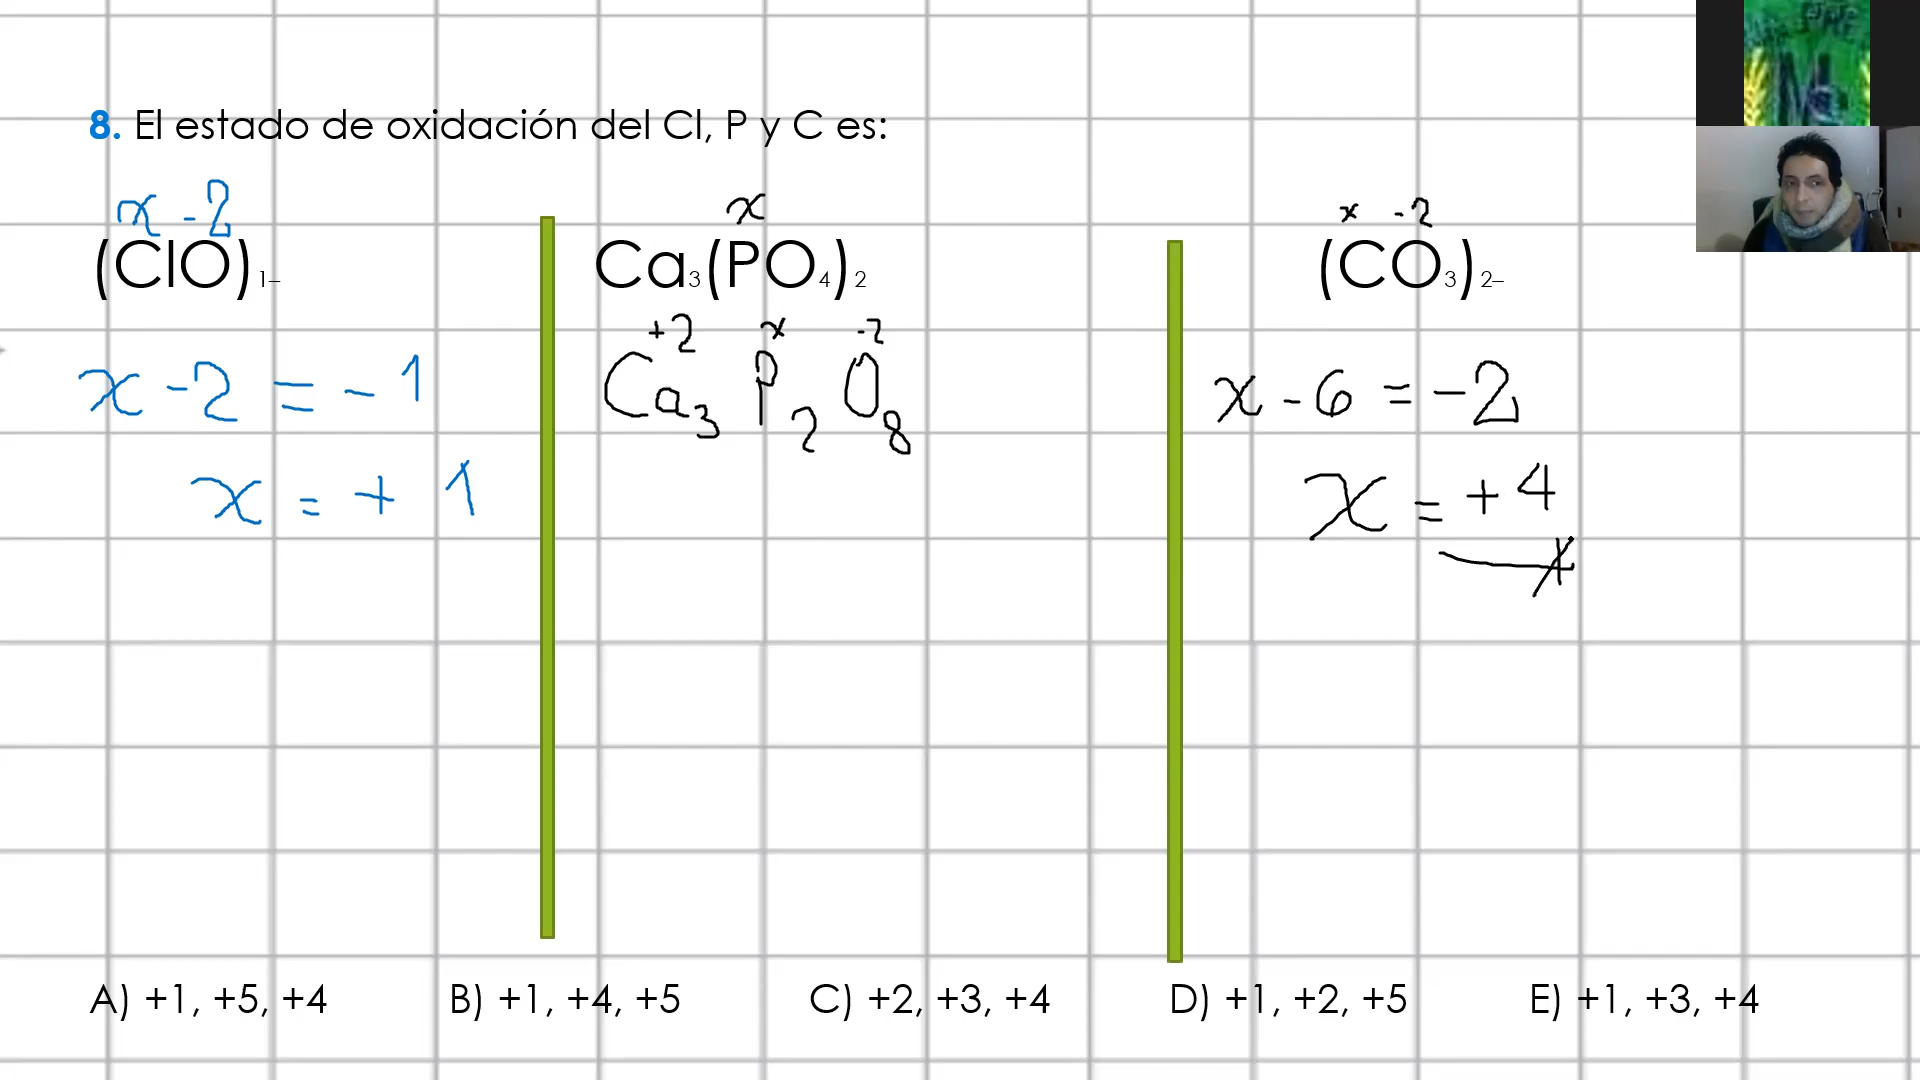 8. El estado de oxidación del Cl, P y C es:
x -2
(ClO)1–
x - 2 = - 1
x = + 1
x
Ca3(PO4)2
+2 x -2
Ca3 P2 O8
x -2
(CO3)2–
x - 6 = - 2
x = + 4
A) +1, +5, +4
B) +1, +4, +5
C) +2, +3, +4
D) +1, +2, +5
E) +1, +3, +4